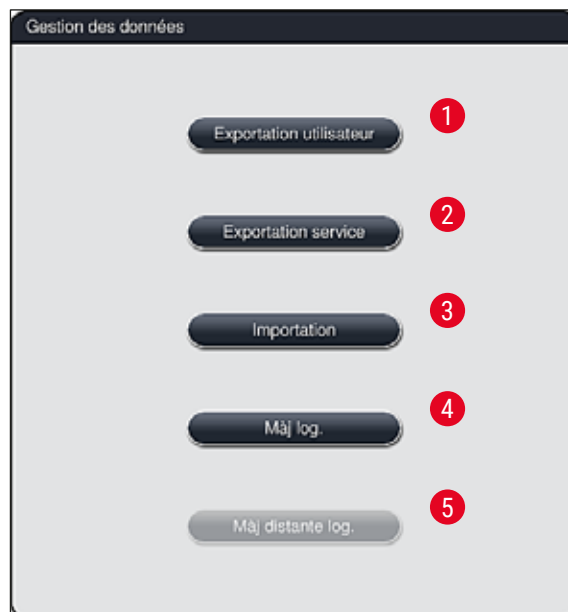 Gestion des données
Exportation utilisateur
1
Exportation service
2
Importation
3
Màj log.
4
Màj distante log.
5